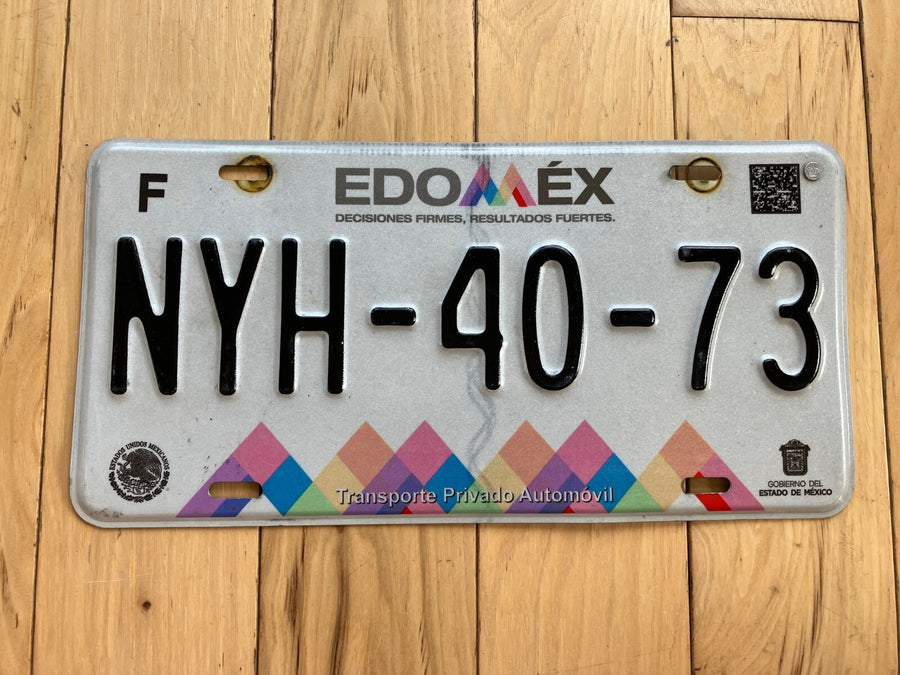 F
EDOMÉX
DECISIONES FIRMES, RESULTADOS FUERTES.
NYH-40-73
ESTADOS UNIDOS MEXICANOS
Transporte Privado Automóvil
GOBIERNO DEL
ESTADO DE MÉXICO